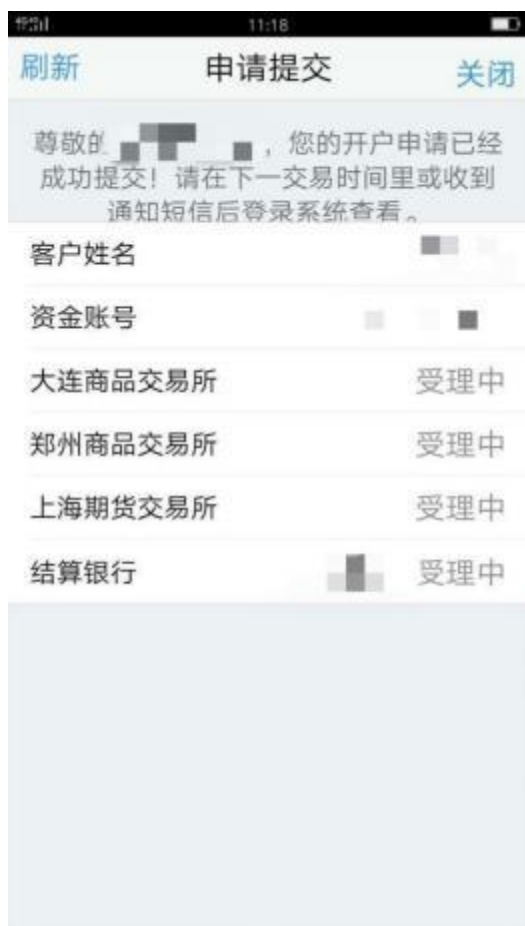 11:18
刷新 申请提交 关闭
尊敬的 ，您的开户申请已经
成功提交！请在下一交易时间里或收到
通知短信后登录系统查看。
客户姓名
资金账号
大连商品交易所 受理中
郑州商品交易所 受理中
上海期货交易所 受理中
结算银行 受理中